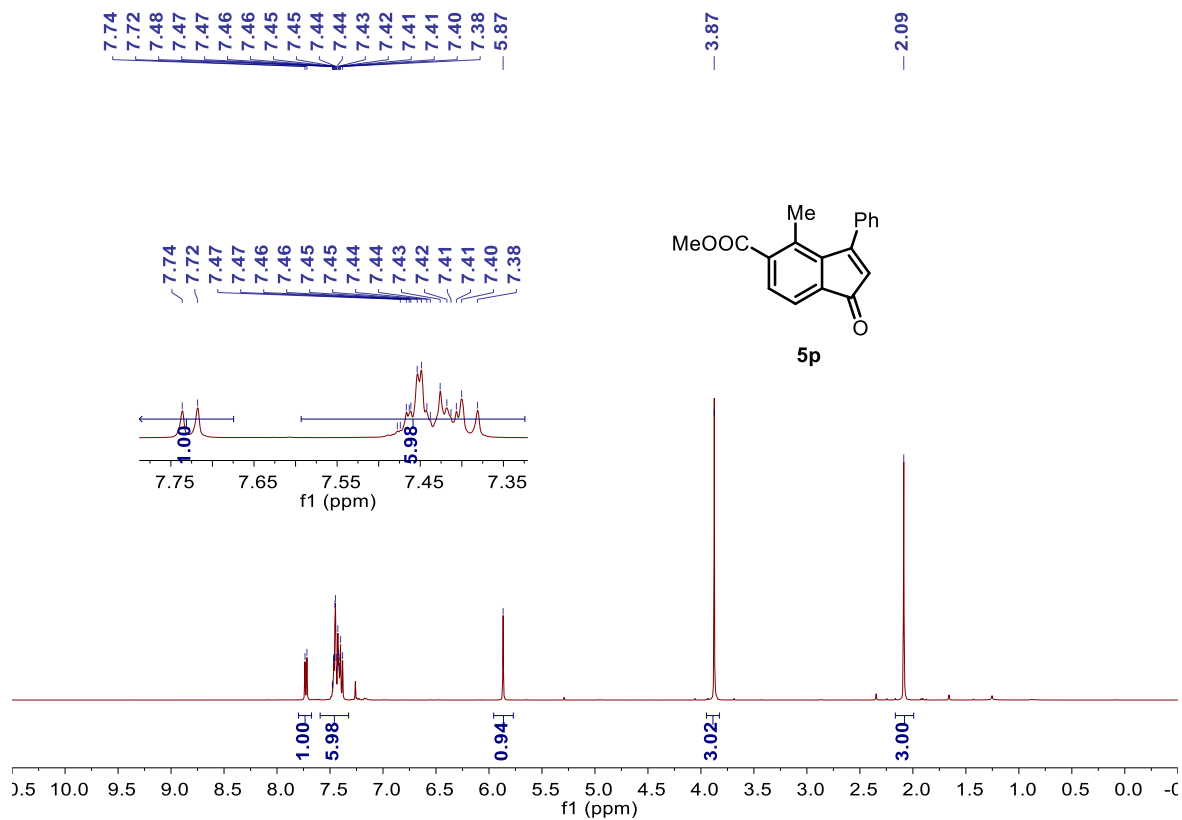 7.74 7.72 7.48 7.47 7.47 7.46 7.46 7.45 7.45 7.44 7.44 7.43 7.42 7.41 7.41 7.40 7.38 5.87 3.87 2.09
7.74 7.72 7.47 7.47 7.46 7.46 7.45 7.45 7.44 7.44 7.43 7.42 7.41 7.41 7.40 7.38
Me
Ph
MeOOC
O
5p
1.00 5.98
7.75 7.65 7.55 7.45 7.35
f1 (ppm)
1.00 5.98 0.94 3.02 3.00
0.5 10.0 9.5 9.0 8.5 8.0 7.5 7.0 6.5 6.0 5.5 5.0 4.5 4.0 3.5 3.0 2.5 2.0 1.5 1.0 0.5 0.0 -0
f1 (ppm)